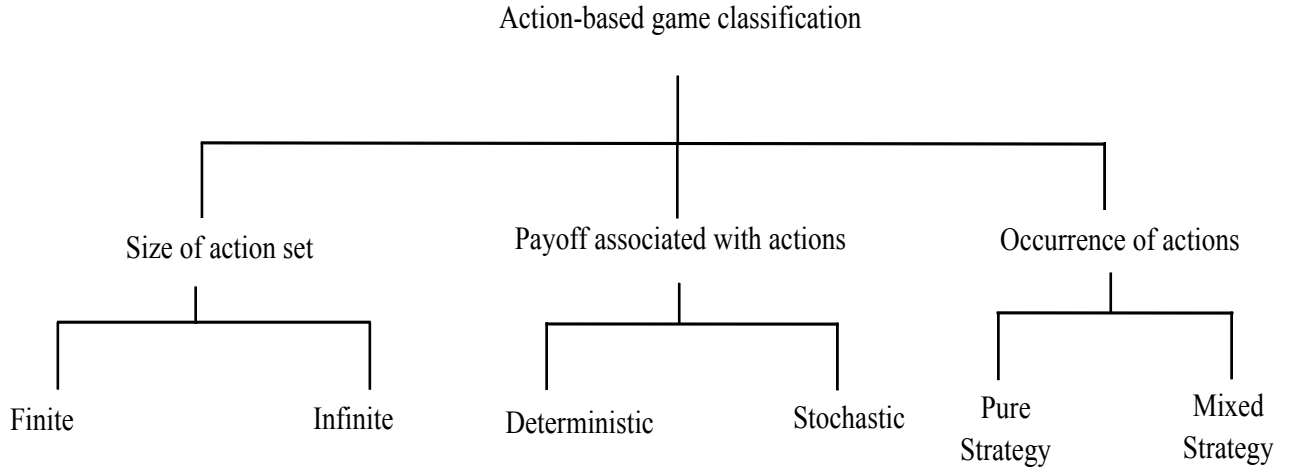 Action-based game classification
Size of action set
Payoff associated with actions
Occurrence of actions
Finite
Infinite
Deterministic
Stochastic
Pure
Strategy
Mixed
Strategy